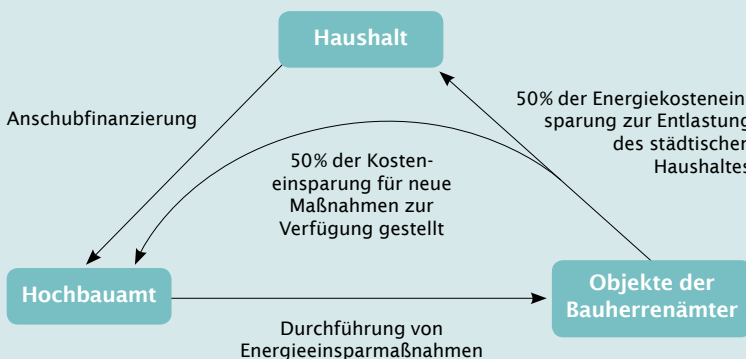 Haushalt
Anschubfinanzierung
50% der Energiekostenein-
sparung zur Entlastung
des städtischen
Haushaltes
50% der Kosten-
einsparung für neue
Maßnahmen zur
Verfügung gestellt
Hochbauamt
Objekte der
Bauherrenämter
Durchführung von
Energieeinsparmaßnahmen